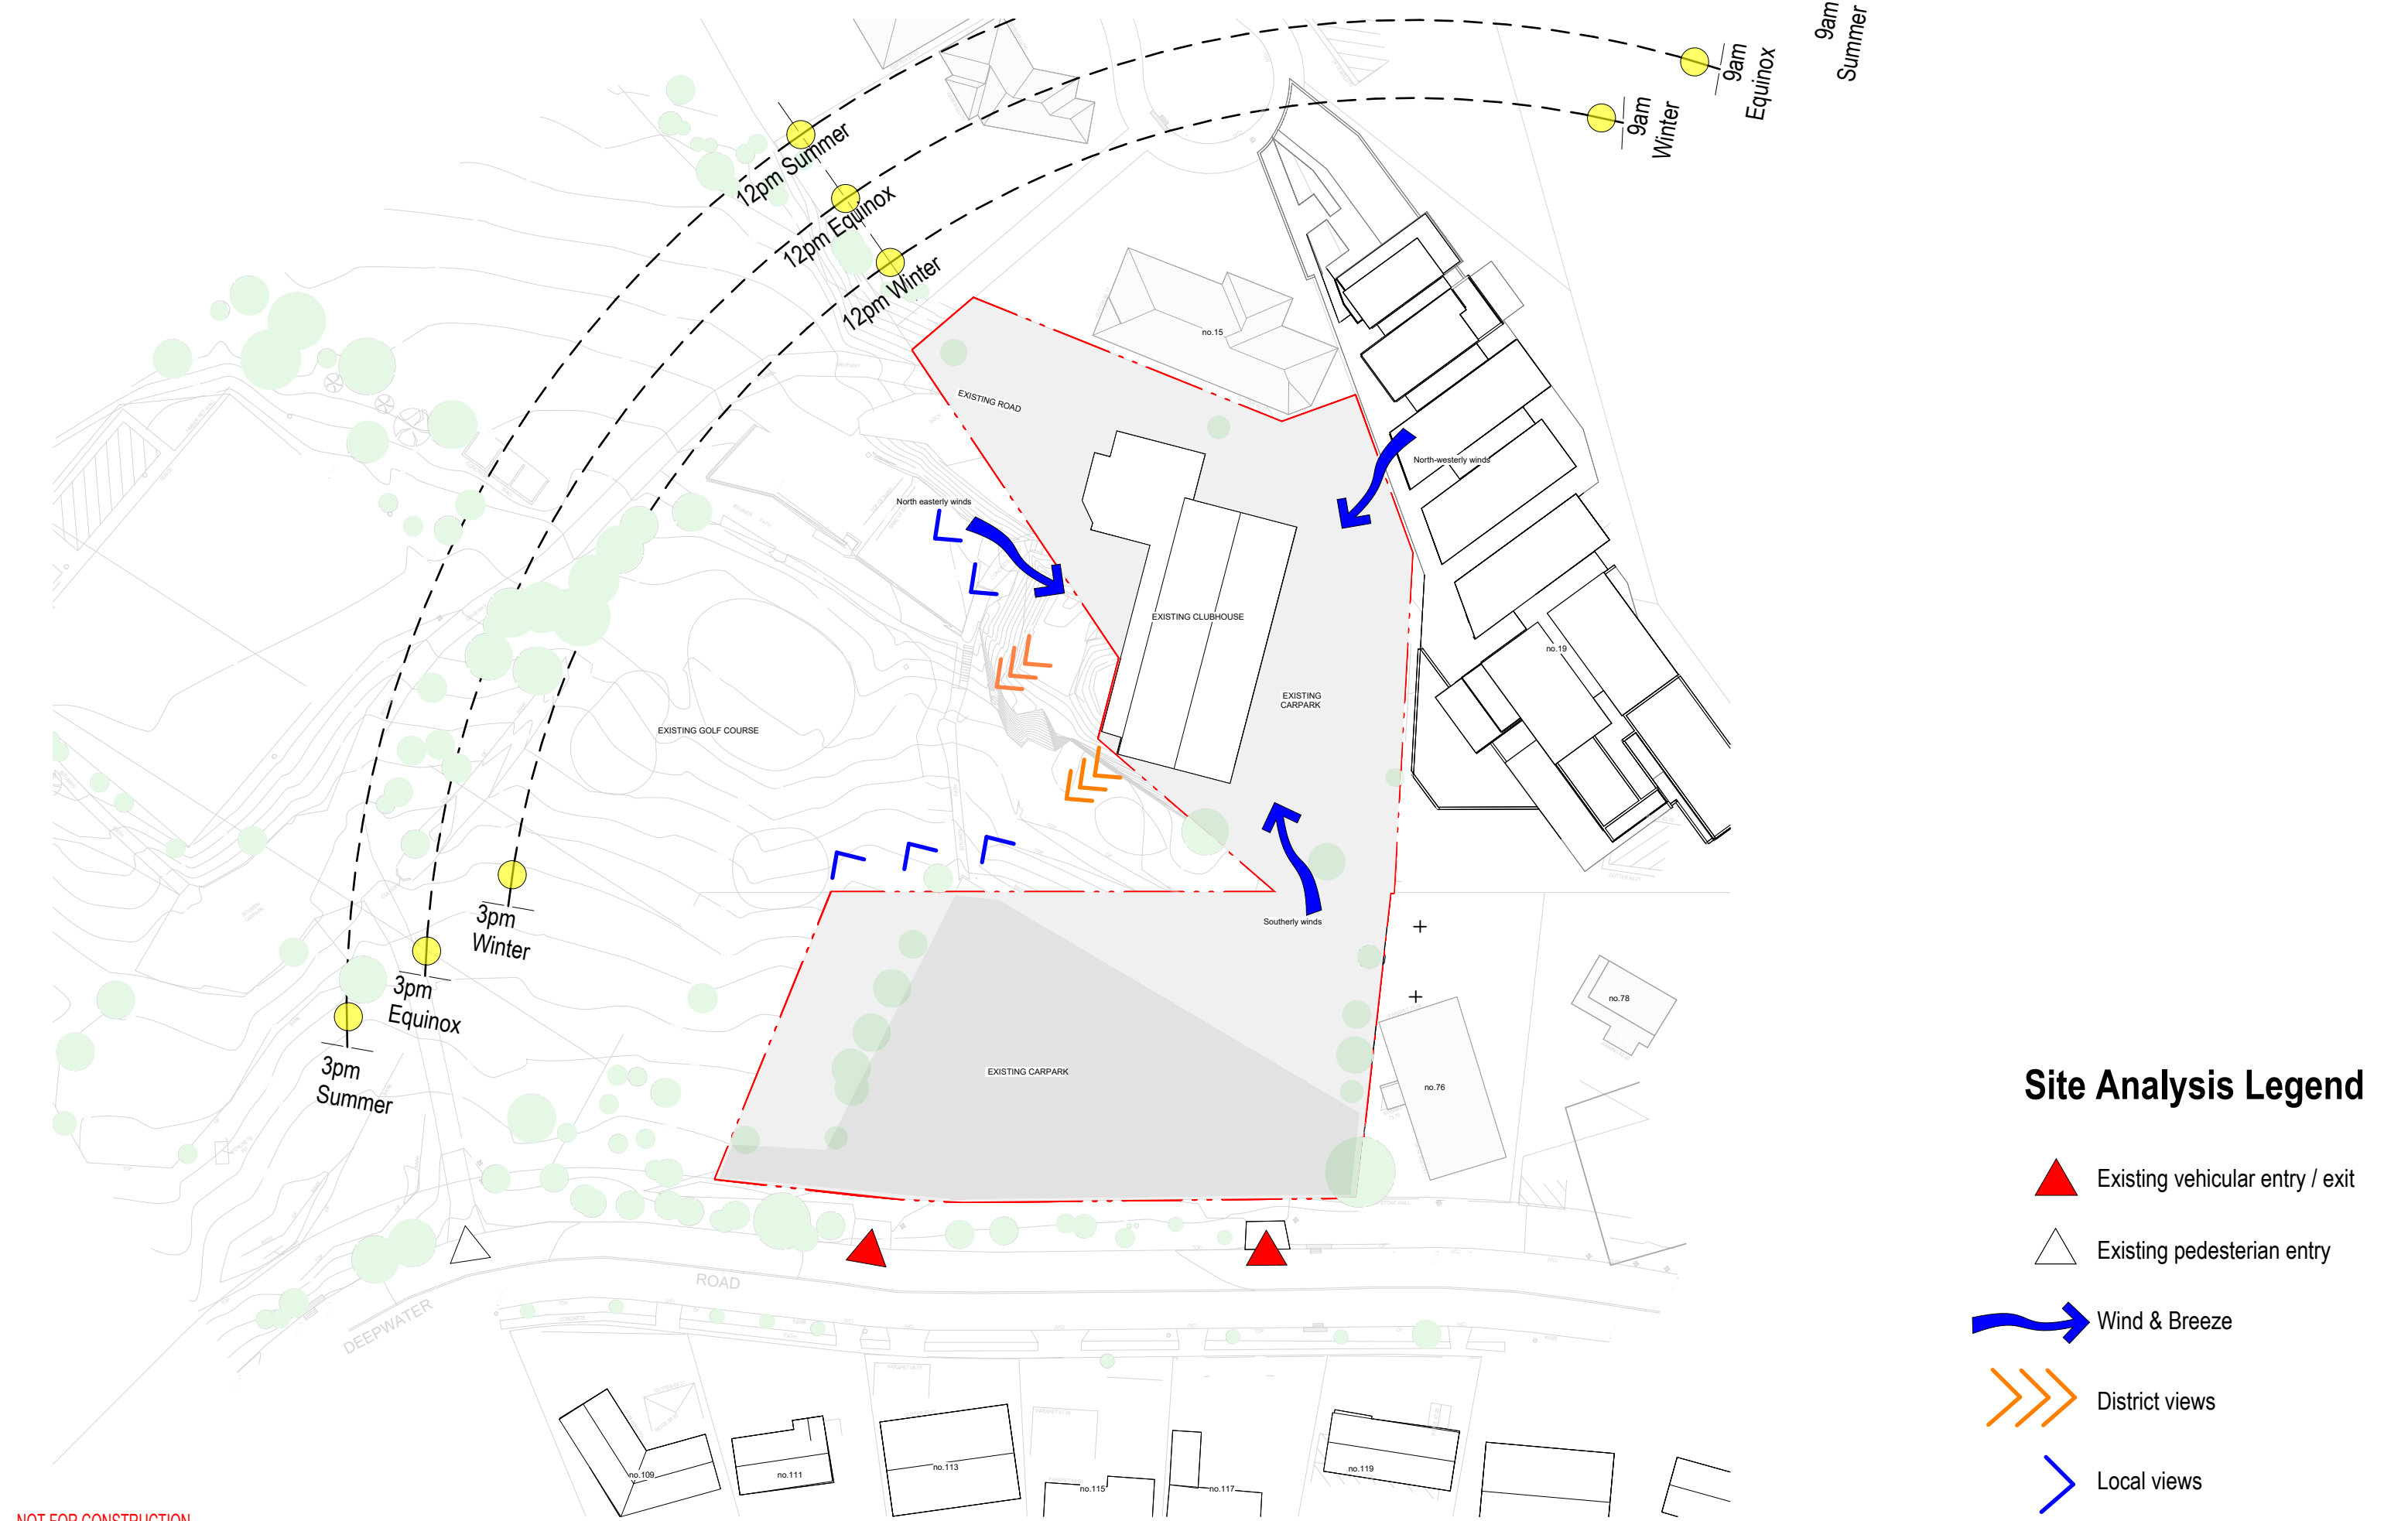 9am
Summer
9am
Equinox
9am
Winter
12pm Summer
12pm Equinox
12pm Winter
no.15
EXISTING ROAD
North-westerly winds
North easterly winds
EXISTING CLUBHOUSE
no.19
EXISTING
CARPARK
EXISTING GOLF COURSE
3pm
Winter
Southerly winds
3pm
Equinox
no.78
3pm
Summer
EXISTING CARPARK
no.76
Site Analysis Legend
Existing vehicular entry / exit
Existing pedesterian entry
Wind & Breeze
District views
Local views
ROAD
DEEPWATER
no.109
no.111
no.113
no.115
no.117
no.119
NOT FOR CONSTRUCTION